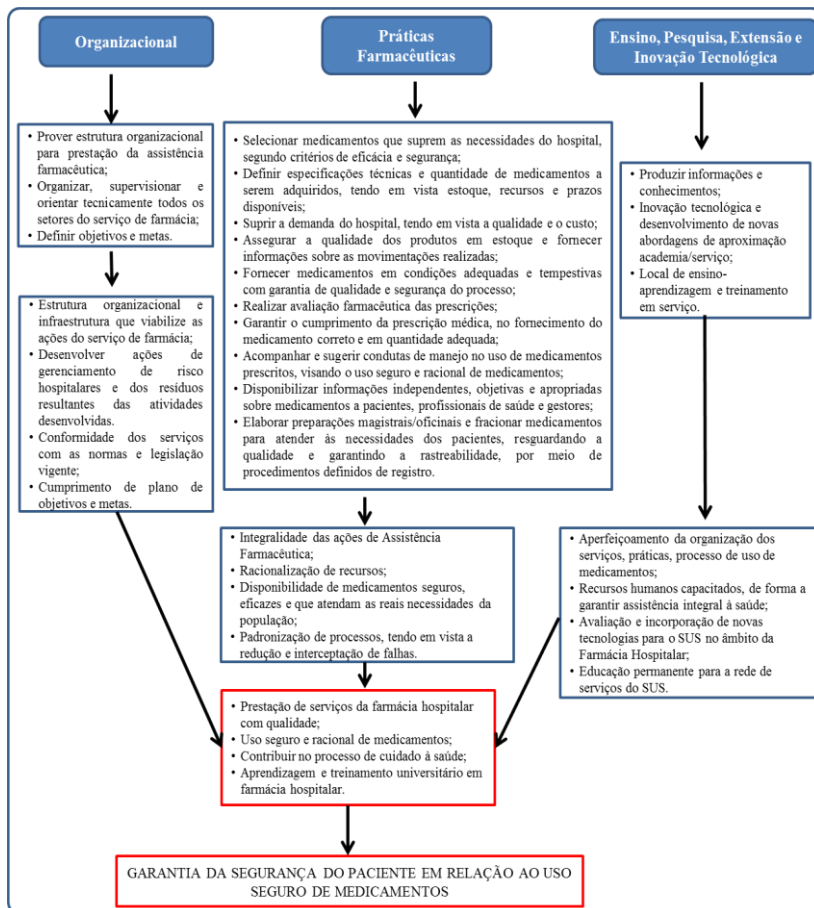 Organizacional
Práticas
Farmacêuticas
Ensino, Pesquisa, Extensão e
Inovação Tecnológica
• Prover estrutura organizacional
para prestação da assistência
farmacêutica;
• Organizar, supervisionar e
orientar tecnicamente todos os
setores do serviço de farmácia;
• Definir objetivos e metas.
• Estrutura organizacional e
infraestrutura que viabilize as
ações do serviço de farmácia;
• Desenvolver ações de
gerenciamento de risco
hospitalares e dos resíduos
resultantes das atividades
desenvolvidas.
• Conformidade dos serviços
com as normas e legislação
vigente;
• Cumprimento de plano de
objetivos e metas.
• Selecionar medicamentos que suprem as necessidades do hospital,
segundo critérios de eficácia e segurança;
• Definir especificações técnicas e quantidade de medicamentos a
serem adquiridos, tendo em vista estoque, recursos e prazos
disponíveis;
• Suprir a demanda do hospital, tendo em vista a qualidade e o custo;
• Assegurar a qualidade dos produtos em estoque e fornecer
informações sobre as movimentações realizadas;
• Fornecer medicamentos em condições adequadas e tempestivas
com garantia de qualidade e segurança do processo;
• Realizar avaliação farmacêutica das prescrições;
• Garantir o cumprimento da prescrição médica, no fornecimento do
medicamento correto e em quantidade adequada;
• Acompanhar e sugerir condutas de manejo no uso de medicamentos
prescritos, visando o uso seguro e racional de medicamentos;
• Disponibilizar informações independentes, objetivas e apropriadas
sobre medicamentos a pacientes, profissionais de saúde e gestores;
• Elaborar preparações magistrais/oficinais e fracionar medicamentos
para atender às necessidades dos pacientes, resguardando a
qualidade e garantindo a rastreabilidade, por meio de
procedimentos definidos de registro.
• Integralidade das ações de Assistência
Farmacêutica;
• Racionalização de recursos;
• Disponibilidade de medicamentos seguros,
eficazes e que atendam as reais necessidades da
população;
• Padronização de processos, tendo em vista a
redução e interceptação de falhas.
• Produzir informações e
conhecimentos;
• Inovação tecnológica e
desenvolvimento de novas
abordagens de aproximação
academia/serviço;
• Local de ensino-
aprendizagem e treinamento
em serviço.
• Aperfeiçoamento da organização dos
serviços, práticas, processo de uso de
medicamentos;
• Recursos humanos capacitados, de forma a
garantir assistência integral à saúde;
• Avaliação e incorporação de novas
tecnologias para o SUS no âmbito da
Farmácia Hospitalar;
• Educação permanente para a rede de
serviços do SUS.
• Prestação de serviços da farmácia hospitalar
com qualidade;
• Uso seguro e racional de medicamentos;
• Contribuir no processo de cuidado à saúde;
• Aprendizagem e treinamento universitário em
farmácia hospitalar.
GARANTIA DA SEGURANÇA DO PACIENTE EM RELAÇÃO AO USO
SEGURO DE MEDICAMENTOS